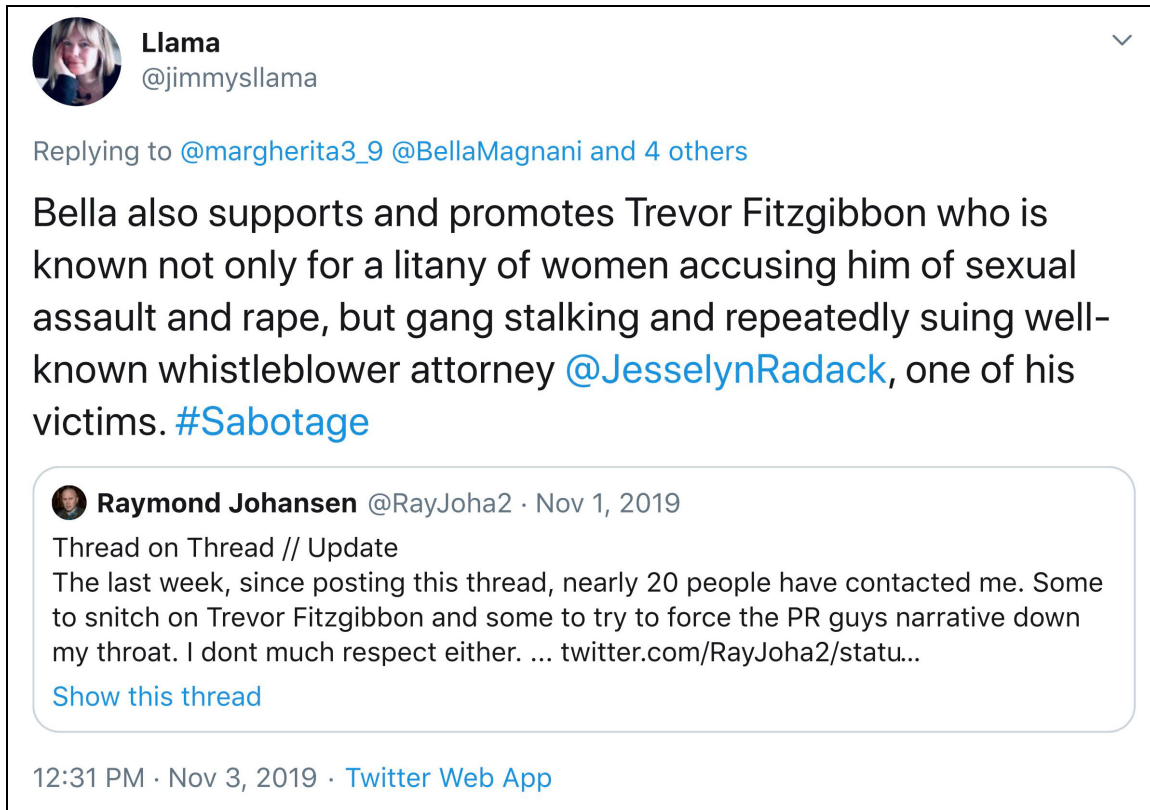 Llama
@jimmysllama
Replying to @margherita3_9 @BellaMagnani and 4 others
Bella also supports and promotes Trevor Fitzgibbon who is
known not only for a litany of women accusing him of sexual
assault and rape, but gang stalking and repeatedly suing well-
known whistleblower attorney @JesselynRadack, one of his
victims. #Sabotage
Raymond Johansen @RayJoha2 · Nov 1, 2019
Thread on Thread // Update
The last week, since posting this thread, nearly 20 people have contacted me. Some
to snitch on Trevor Fitzgibbon and some to try to force the PR guys narrative down
my throat. I dont much respect either. ... twitter.com/RayJoha2/statu...
Show this thread
12:31 PM · Nov 3, 2019 · Twitter Web App